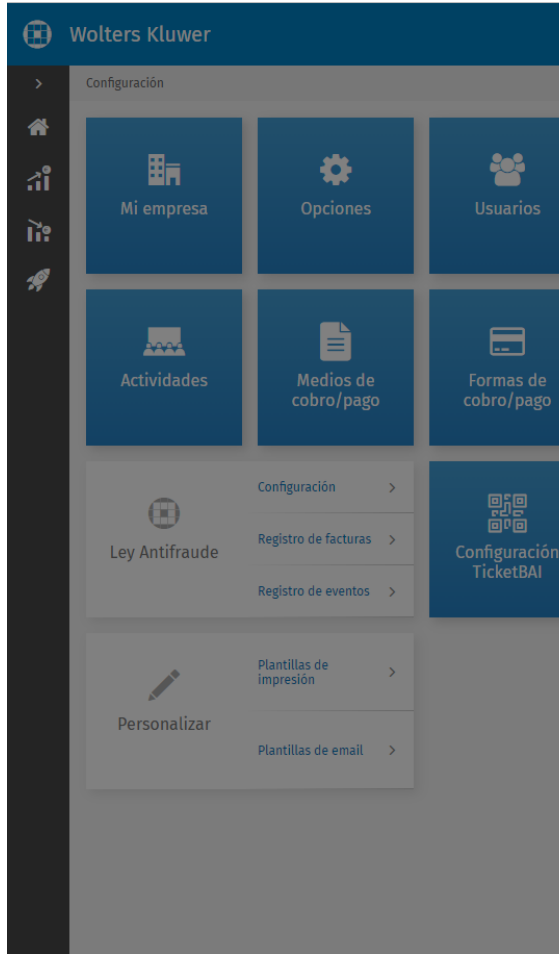 Wolters Kluwer
Configuración
Mi empresa
Opciones
Usuarios
Actividades
Medios de
cobro/pago
Formas de
cobro/pago
Ley Antifraude
Configuración
Registro de facturas
Registro de eventos
Configuración
TicketBAI
Personalizar
Plantillas de
impresión
Plantillas de email